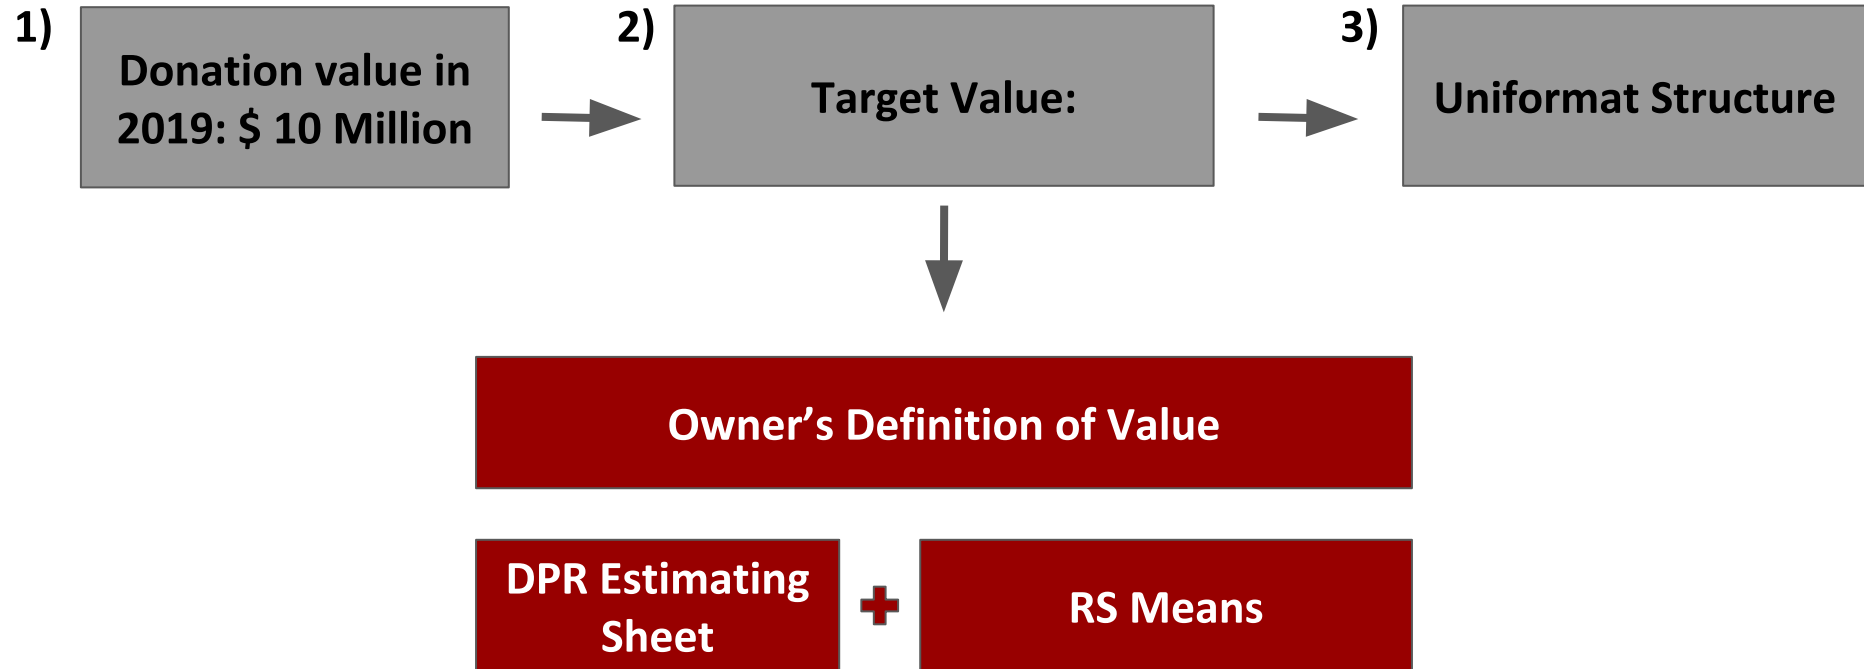 1)
Donation value in
2019: $ 10 Million
2)
Target Value:
3)
Uniformat Structure
Owner’s Definition of Value
DPR Estimating
Sheet
RS Means